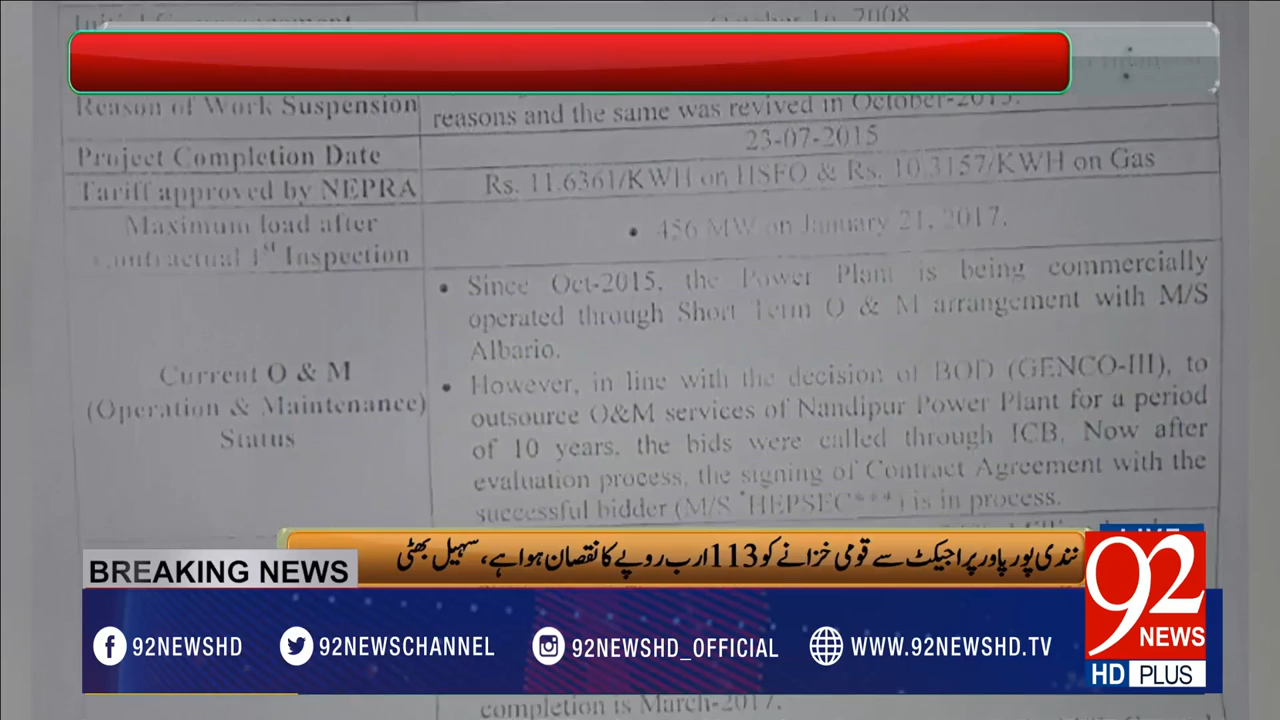 2008
Reason of Work Suspension
reasons and the same was revived in October-2013.
Project Completion Date
23-07-2015
Tariff approved by NEPRA
Rs. 11.6361/KWH on HSFO & Rs. 10.3157/KWH on Gas
Maximum load after
Contractual 1st Inspection
• 456 MW on January 21, 2017.
Current O & M
(Operation & Maintenance)
Status
• Since Oct-2015, the Power Plant is being commercially
operated through Short Term O & M arrangement with M/S
Albario.
• However, in line with the decision of BOD (GENCO-III), to
outsource O&M services of Nandipur Power Plant for a period
of 10 years, the bids were called through ICB. Now after
evaluation process, the signing of Contract Agreement with the
successful bidder (M/S *HEPSEC***) is in process.
نندی پور پاور پراجیکٹ سے قومی خزانے کو 113 ارب روپے کا نقصان ہوا ہے، سہیل بھٹی
BREAKING NEWS
LIVE
92
NEWS
HD PLUS
92NEWSHD
92NEWSCHANNEL
92NEWSHD_OFFICIAL
WWW.92NEWSHD.TV
completion is March-2017.